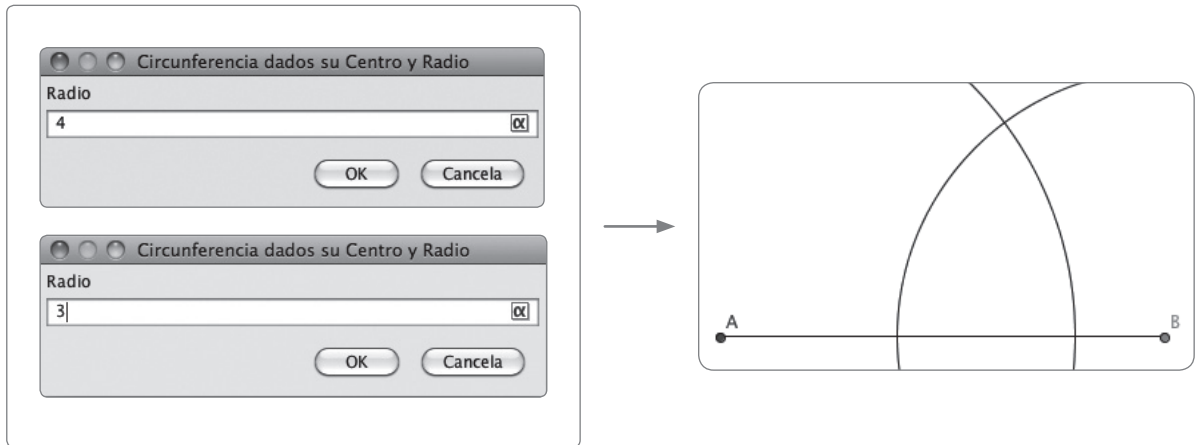 Circunferencia dados su Centro y Radio
Radio
4
α
OK Cancela
Circunferencia dados su Centro y Radio
Radio
3
α
OK Cancela
A
B